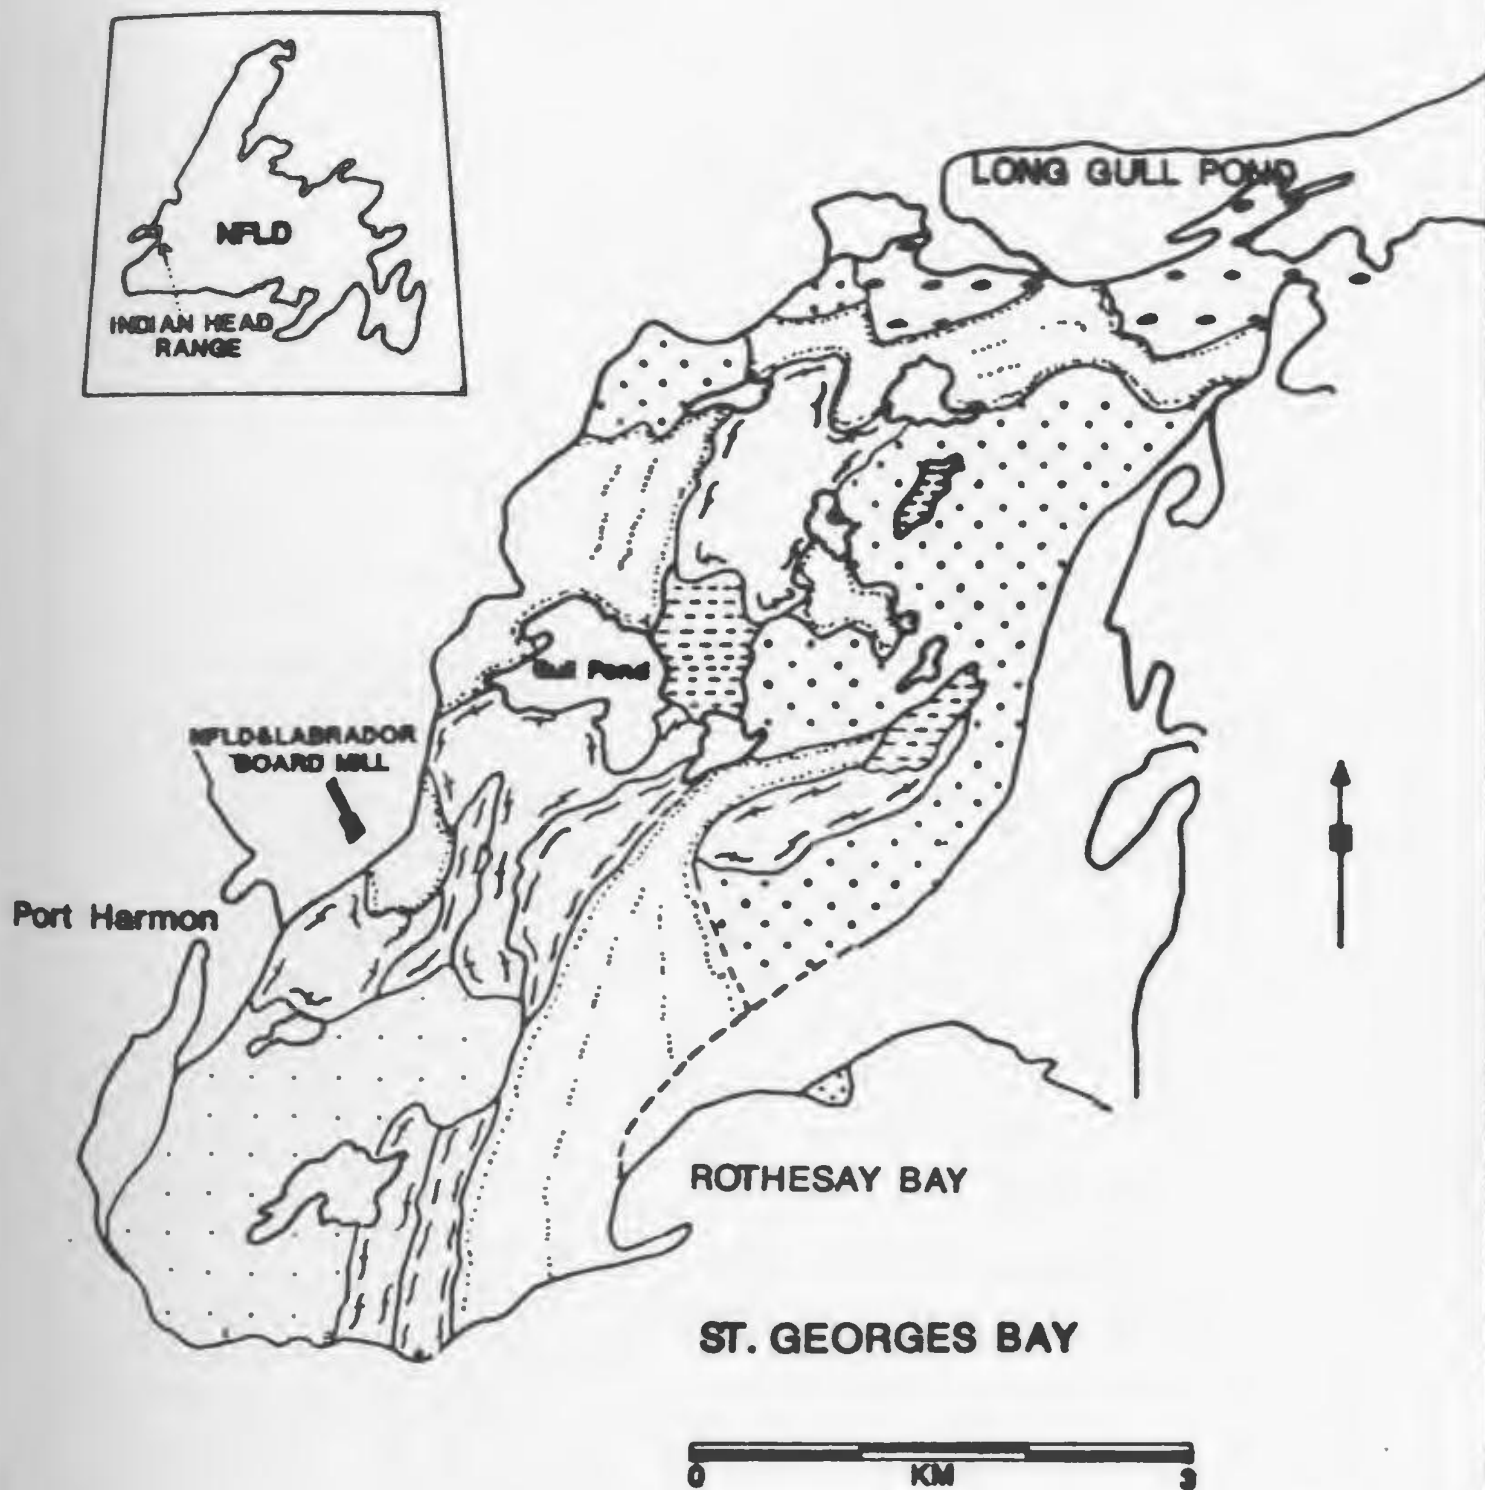 NFLD
INDIAN HEAD
RANGE
LONG GULL POND
Gull Pond
NFLD&LABRADOR
BOARD MILL
Port Harmon
ROTHESAY BAY
ST. GEORGES BAY
0 3
KM